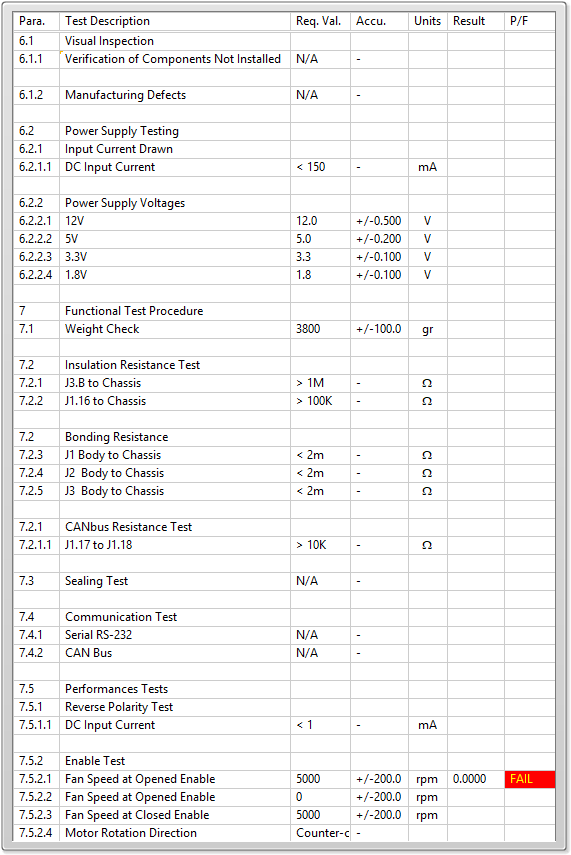 Para. Test Description Req. Val. Accu. Units Result P/F
6.1 Visual Inspection
6.1.1 Verification of Components Not Installed N/A -
6.1.2 Manufacturing Defects N/A -
6.2 Power Supply Testing
6.2.1 Input Current Drawn
6.2.1.1 DC Input Current < 150 - mA
6.2.2 Power Supply Voltages
6.2.2.1 12V 12.0 +/-0.500 V
6.2.2.2 5V 5.0 +/-0.200 V
6.2.2.3 3.3V 3.3 +/-0.100 V
6.2.2.4 1.8V 1.8 +/-0.100 V
7 Functional Test Procedure
7.1 Weight Check 3800 +/-100.0 gr
7.2 Insulation Resistance Test
7.2.1 J3.B to Chassis > 1M - Ω
7.2.2 J1.16 to Chassis > 100K - Ω
7.2 Bonding Resistance
7.2.3 J1 Body to Chassis < 2m - Ω
7.2.4 J2 Body to Chassis < 2m - Ω
7.2.5 J3 Body to Chassis < 2m - Ω
7.2.1 CANbus Resistance Test
7.2.1.1 J1.17 to J1.18 > 10K - Ω
7.3 Sealing Test N/A -
7.4 Communication Test
7.4.1 Serial RS-232 N/A -
7.4.2 CAN Bus N/A -
7.5 Performances Tests
7.5.1 Reverse Polarity Test
7.5.1.1 DC Input Current < 1 - mA
7.5.2 Enable Test
7.5.2.1 Fan Speed at Opened Enable 5000 +/-200.0 rpm 0.0000 FAIL
7.5.2.2 Fan Speed at Opened Enable 0 +/-200.0 rpm
7.5.2.3 Fan Speed at Closed Enable 5000 +/-200.0 rpm
7.5.2.4 Motor Rotation Direction Counter-c -